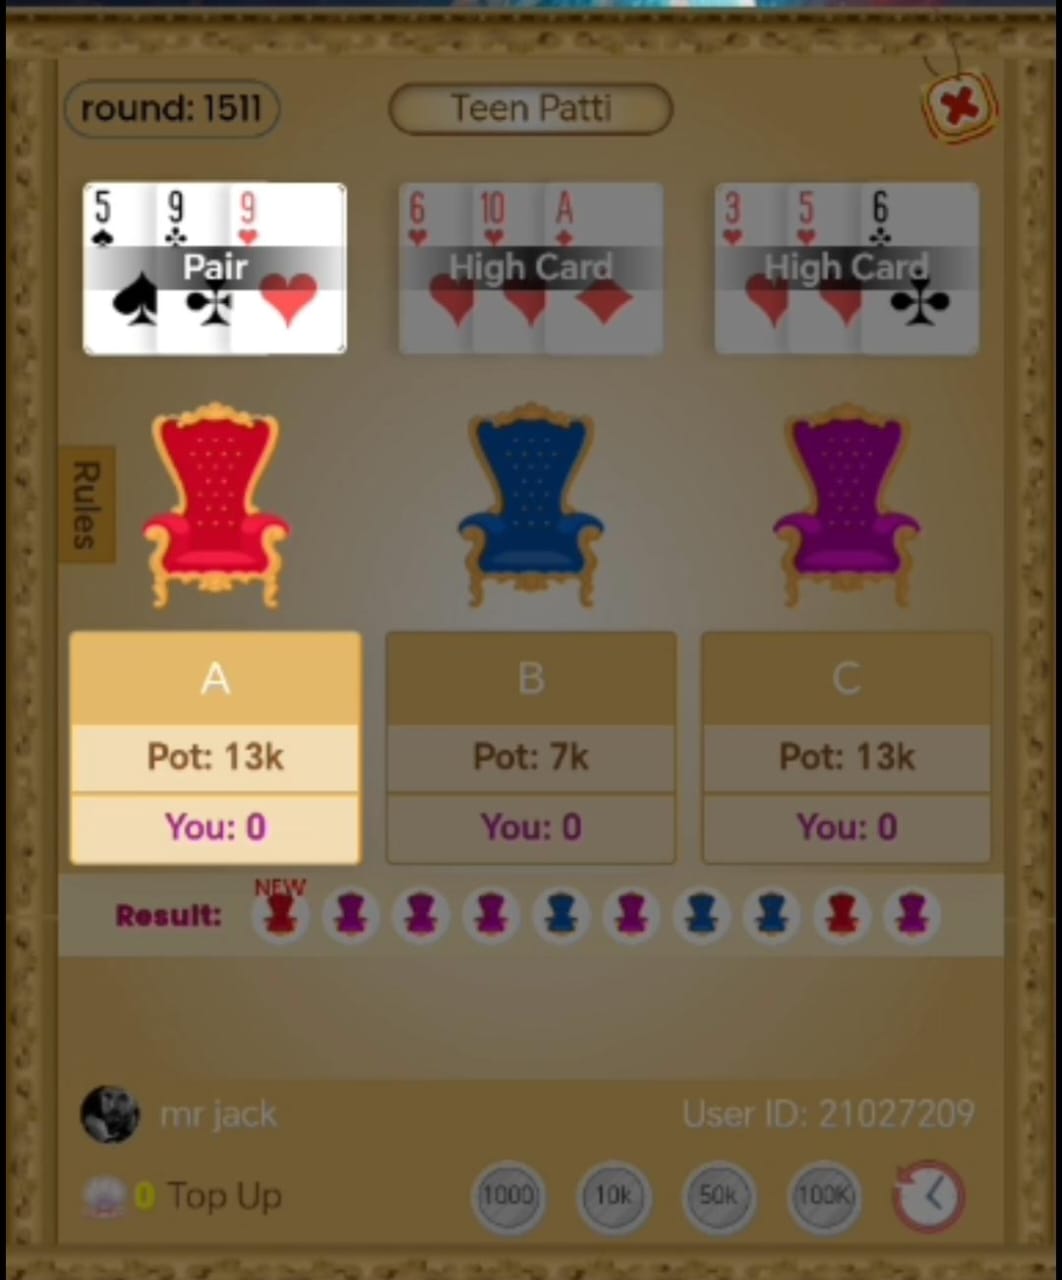 round: 1511
Teen Patti
5 9 9
Pair
6 10 A
High Card
3 5 6
High Card
Rules
A
Pot: 13k
You: 0
B
Pot: 7k
You: 0
C
Pot: 13k
You: 0
NEW
Result:
mr jack
User ID: 21027209
0 Top Up
1000 10k 50k 100K